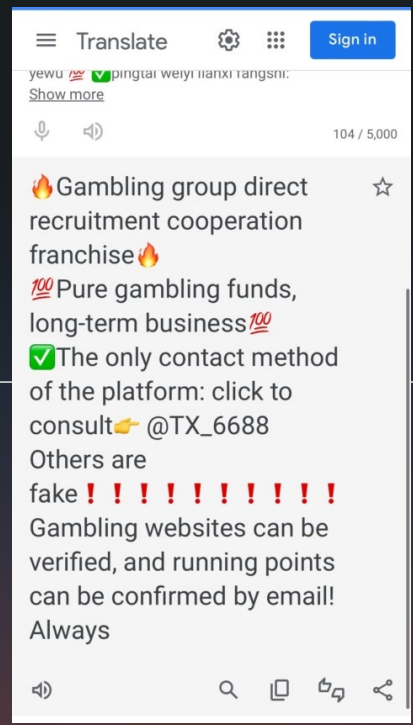 Translate
Sign in
yewu 💯 ✅pingtai weiyi lianxi fangshi:
Show more
104 / 5,000
🔥Gambling group direct
recruitment cooperation
franchise🔥
💯Pure gambling funds,
long-term business💯
✅The only contact method
of the platform: click to
consult👉 @TX_6688
Others are
fake❗❗❗❗❗❗❗❗❗❗
Gambling websites can be
verified, and running points
can be confirmed by email!
Always